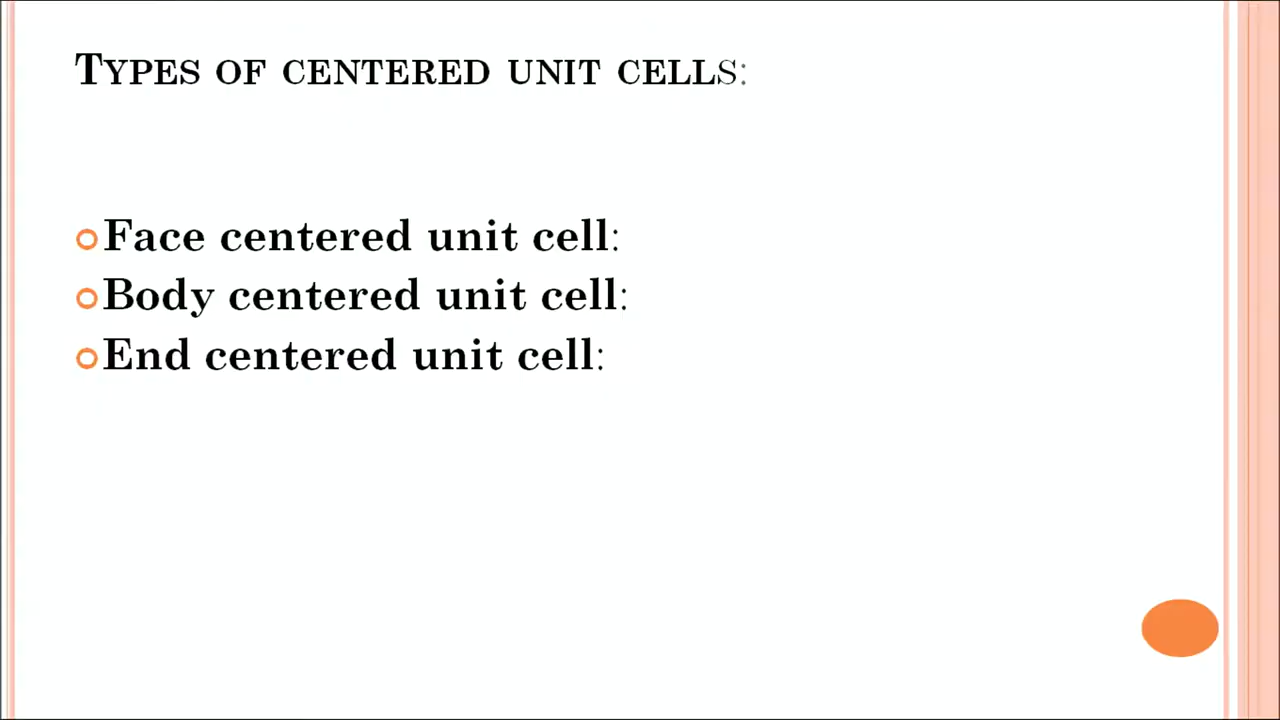 TYPES OF CENTERED UNIT CELLS:
Face centered unit cell:
Body centered unit cell:
End centered unit cell: